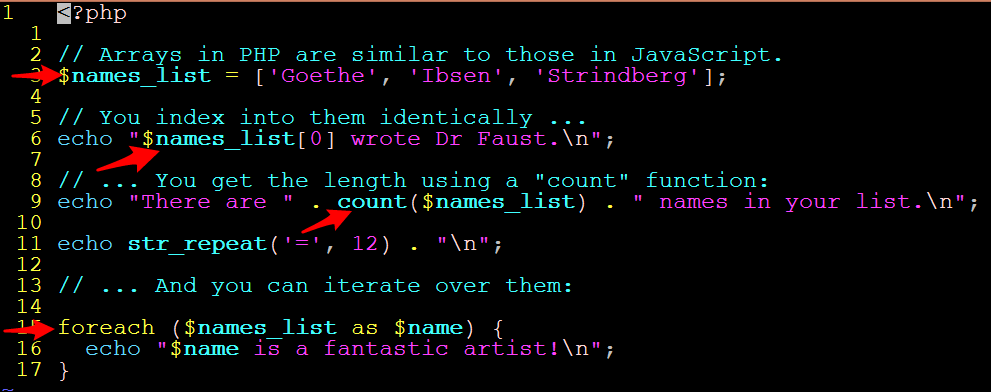 1   <?php
  1
  2 // Arrays in PHP are similar to those in JavaScript.
  3 $names_list = ['Goethe', 'Ibsen', 'Strindberg'];
  4
  5 // You index into them identically ...
  6 echo "$names_list[0] wrote Dr Faust.\n";
  7
  8 // ... You get the length using a "count" function:
  9 echo "There are " . count($names_list) . " names in your list.\n";
 10
 11 echo str_repeat('=', 12) . "\n";
 12
 13 // ... And you can iterate over them:
 14
 15 foreach ($names_list as $name) {
 16   echo "$name is a fantastic artist!\n";
 17 }
~